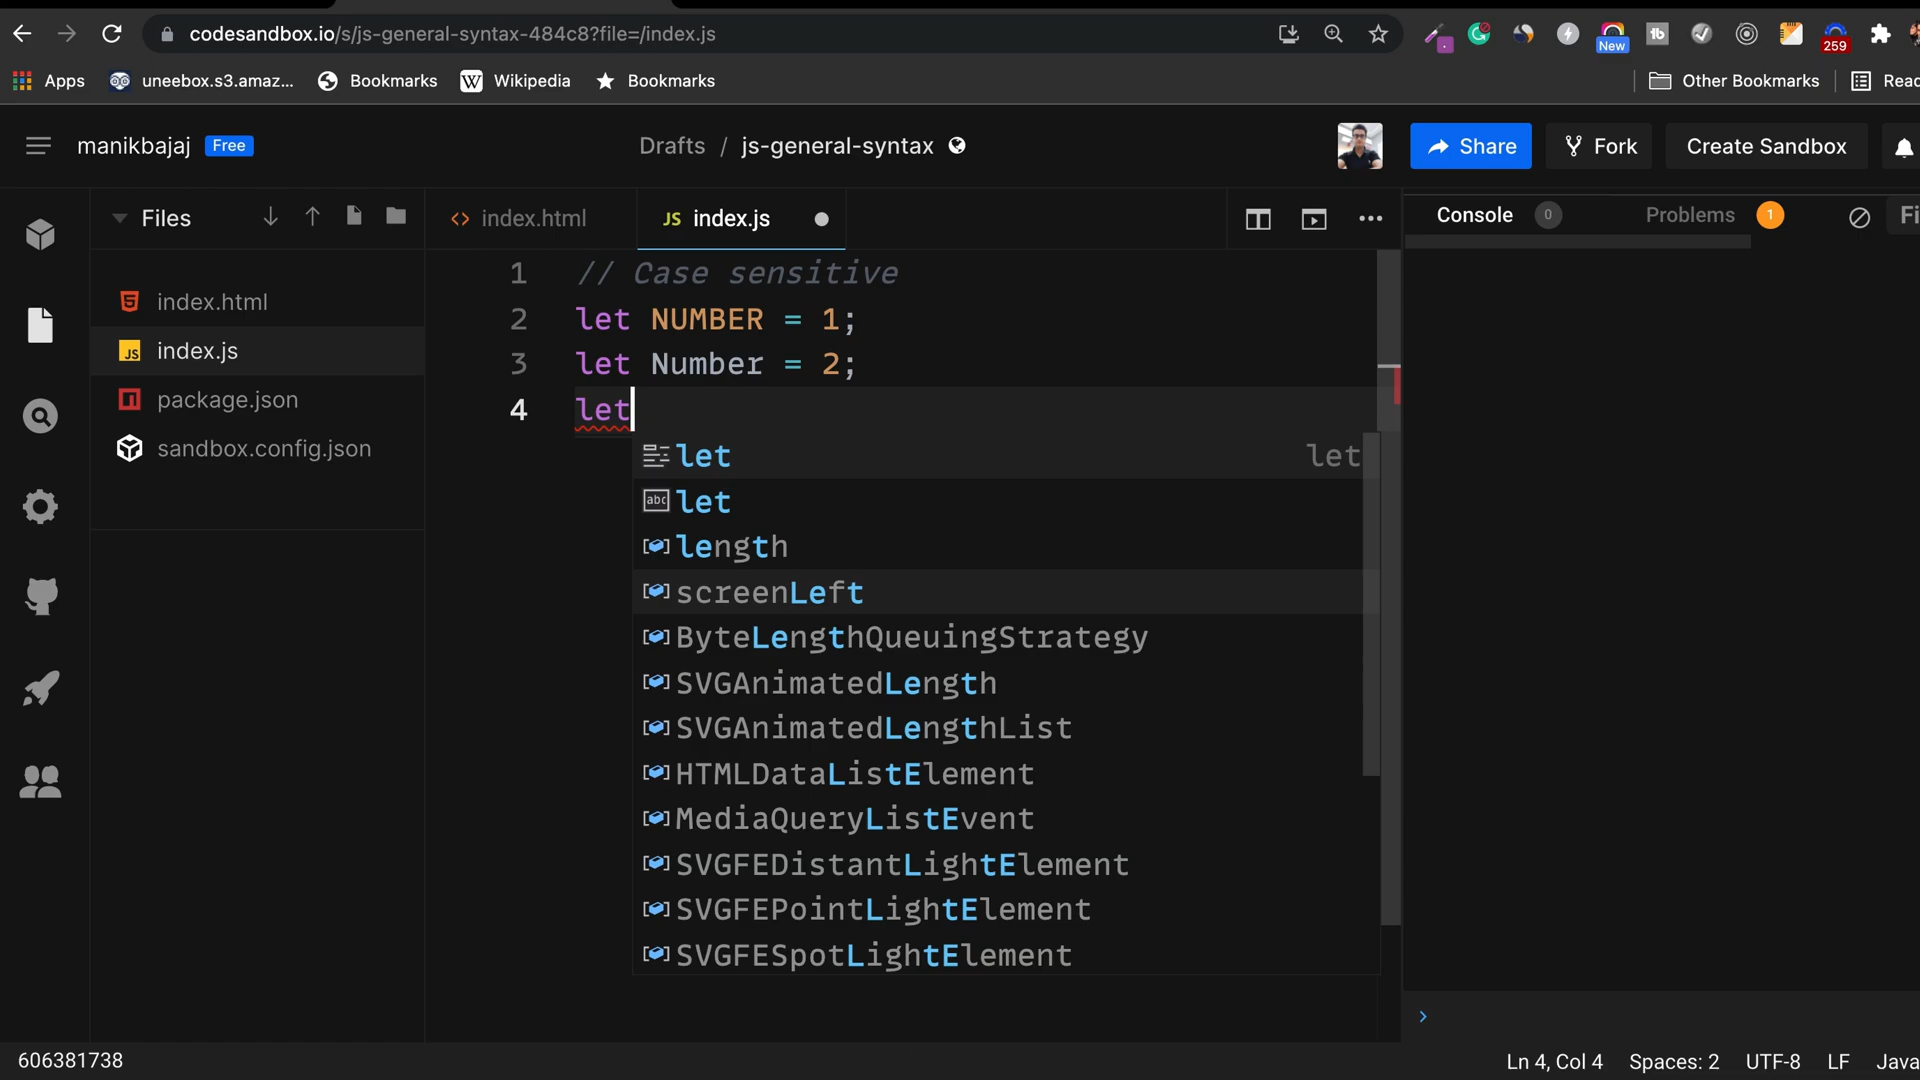 codesandbox.io/s/js-general-syntax-484c8?file=/index.js
New
259
Apps
uneebox.s3.amaz...
Bookmarks
W Wikipedia
Bookmarks
Other Bookmarks
Reac
manikbajaj Free
Drafts / js-general-syntax
Share
Fork
Create Sandbox
Files
<> index.html
JS index.js
Console 0
Problems 1
Fi
index.html
index.js
package.json
sandbox.config.json
1 // Case sensitive
2 let NUMBER = 1;
3 let Number = 2;
4 let
let let
abc let
length
screenLeft
ByteLengthQueuingStrategy
SVGAnimatedLength
SVGAnimatedLengthList
HTMLDataListElement
MediaQueryListEvent
SVGFEDistantLightElement
SVGFEPointLightElement
SVGFESpotLightElement
606381738
Ln 4, Col 4
Spaces: 2
UTF-8
LF
Java